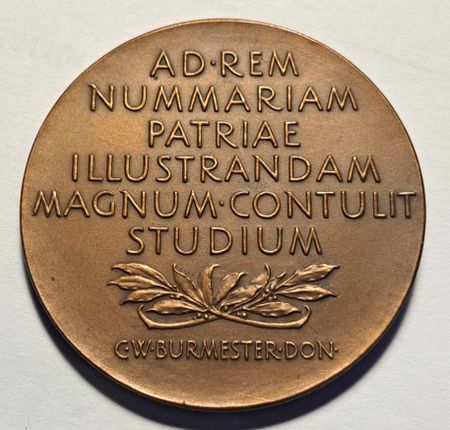 AD·REM
NUMMARIAM
PATRIAE
ILLUSTRANDAM
MAGNUM·CONTULIT
STUDIUM
G·W·BURMESTER·DON·